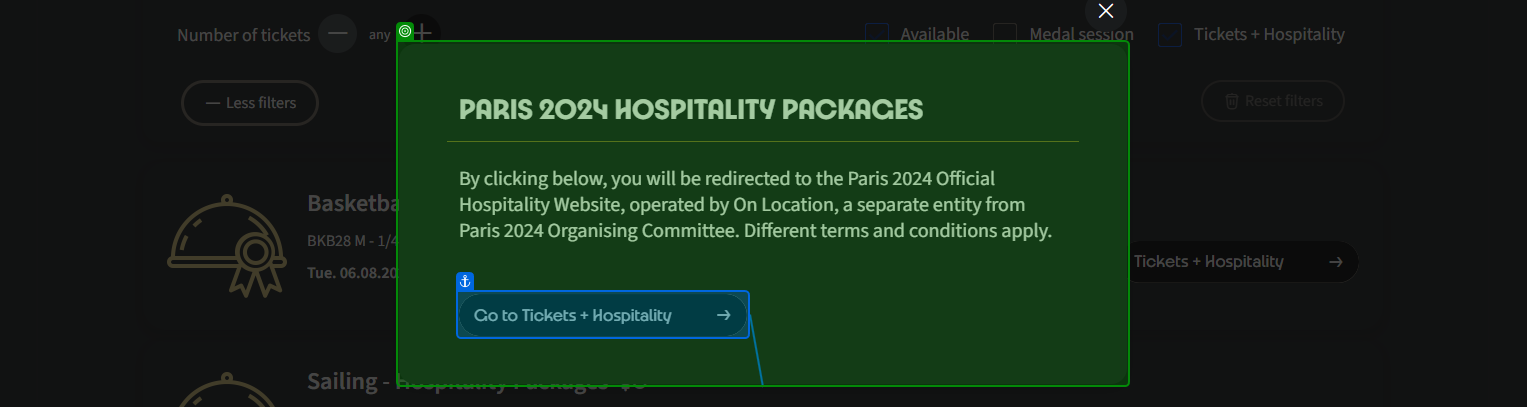 Number of tickets
any
Available
Medal session
Tickets + Hospitality
Less filters
Reset filters
PARIS 2024 HOSPITALITY PACKAGES
By clicking below, you will be redirected to the Paris 2024 Official
Hospitality Website, operated by On Location, a separate entity from
Paris 2024 Organising Committee. Different terms and conditions apply.
Basketba
BKB28 M - 1/4
Tue. 06.08.20
Tickets + Hospitality
Go to Tickets + Hospitality
Sailing - Hospitality Packages